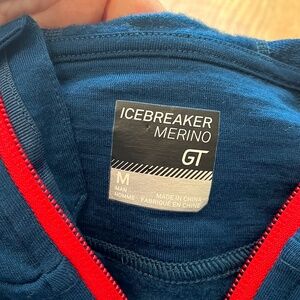 ICEBREAKER
MERINO
GT
M
MAN
HOMME
MADE IN CHINA
FABRIQUÉ EN CHINE